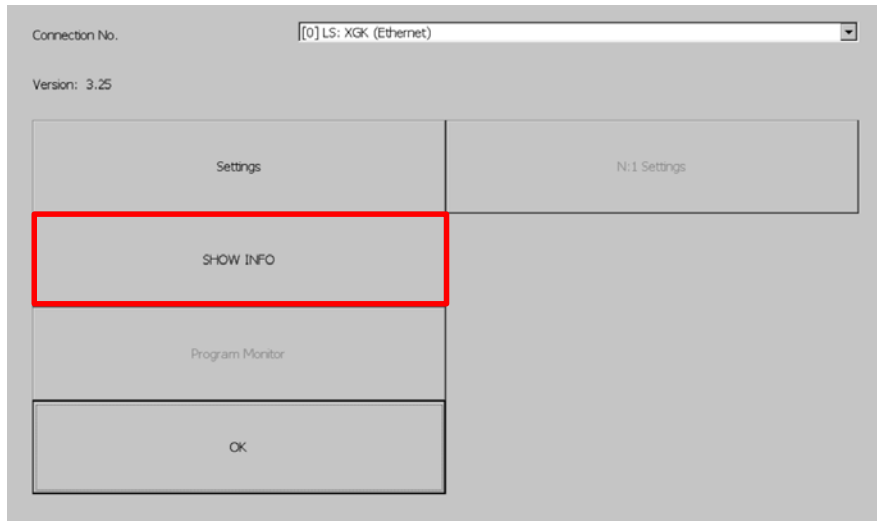 Connection No.
[0] LS: XGK (Ethernet)
Version: 3.25
Settings
N:1 Settings
SHOW INFO
Program Monitor
OK